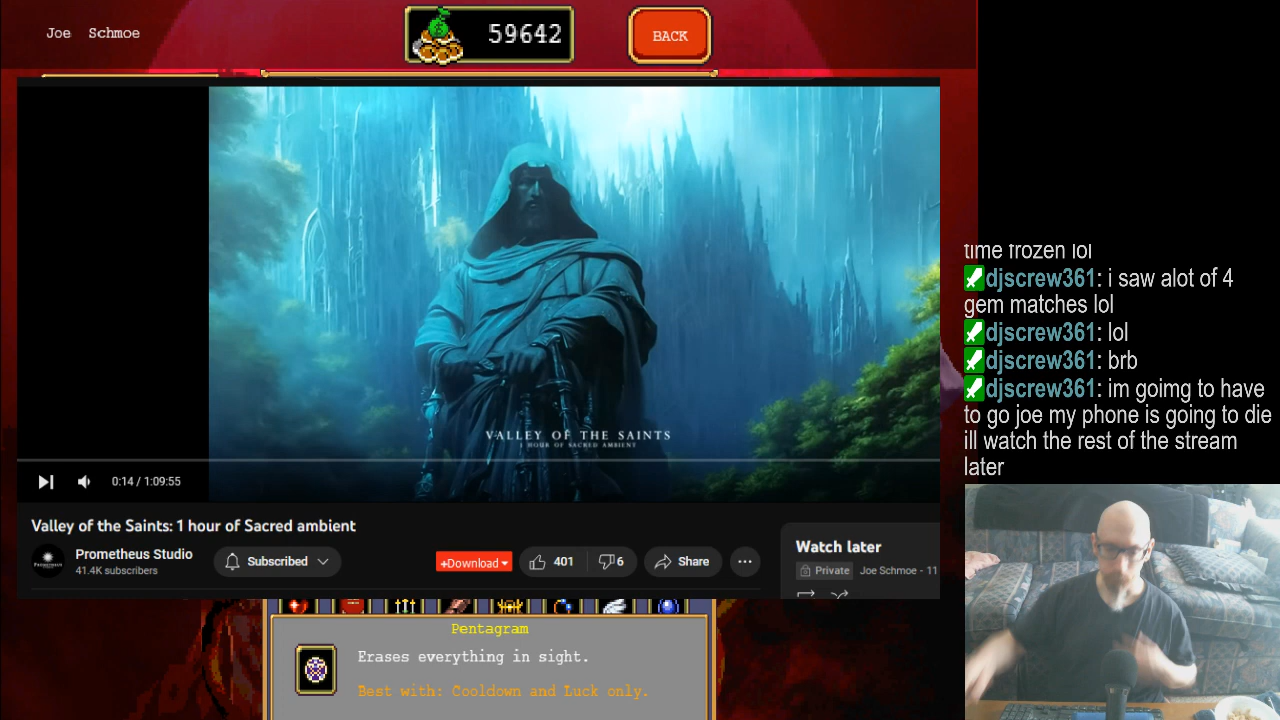 Joe Schmoe
59642
BACK
VALLEY OF THE SAINTS
1 HOUR OF SACRED AMBIENT
0:14 / 1:09:55
Valley of the Saints: 1 hour of Sacred ambient
Prometheus Studio
41.4K subscribers
Subscribed
+Download
401
6
Share
Watch later
Private
Joe Schmoe - 11
Pentagram
Erases everything in sight.
Best with: Cooldown and Luck only.
time frozen lol
djscrew361: i saw alot of 4
gem matches lol
djscrew361: lol
djscrew361: brb
djscrew361: im goimg to have
to go joe my phone is going to die
ill watch the rest of the stream
later